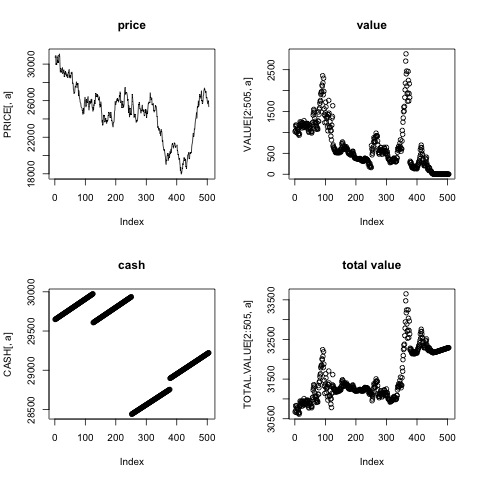 price
PRICE[, a]
18000 22000 26000 30000
0 100 200 300 400 500
Index
value
VALUE[2:505, a]
0 500 1500 2500
0 100 200 300 400 500
Index
cash
CASH[, a]
28500 29000 29500 30000
0 100 200 300 400 500
Index
total value
TOTAL.VALUE[2:505, a]
30500 31500 32500 33500
0 100 200 300 400 500
Index